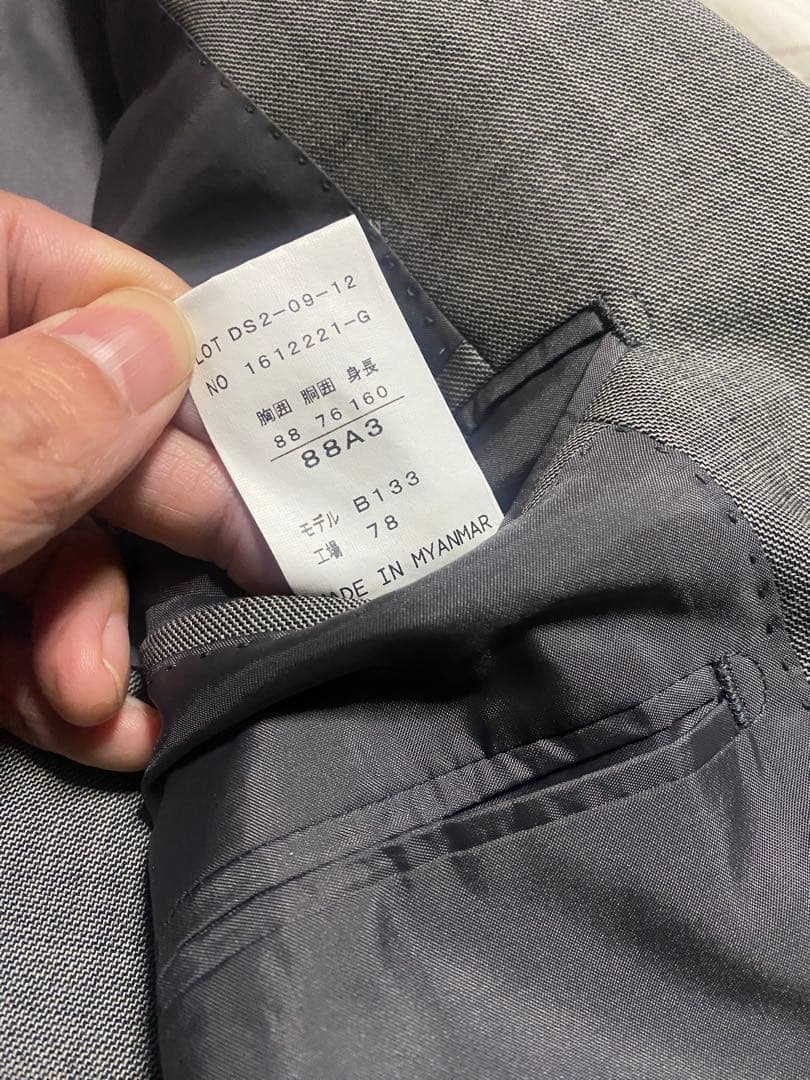 LOT DS2-09-12
NO 1612221-G
胸囲 胴囲 身長
88 76 160
88A3
モデル B133
工場 78
MADE IN MYANMAR